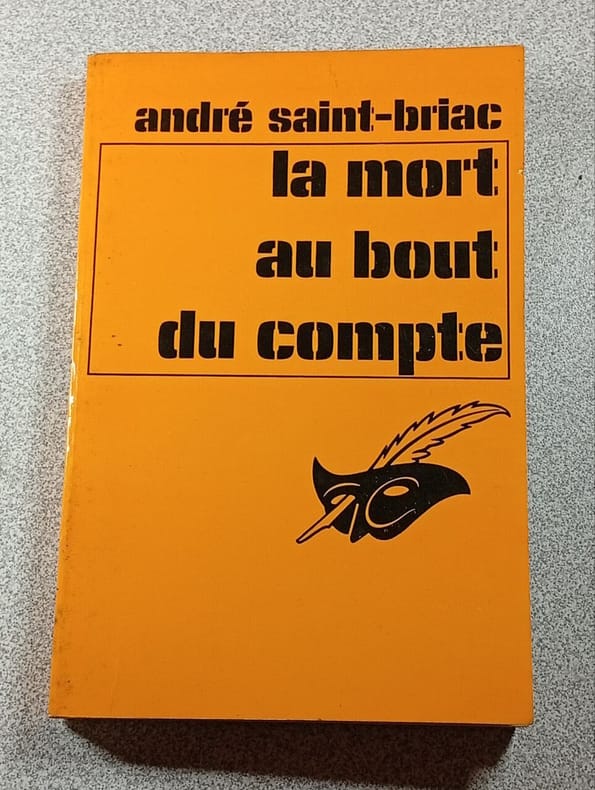 andré saint-briac
la mort
au bout
du compte